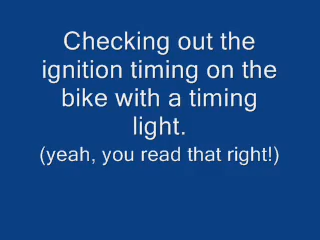 Checking out the
ignition timing on the
bike with a timing
light.
(yeah, you read that right!)